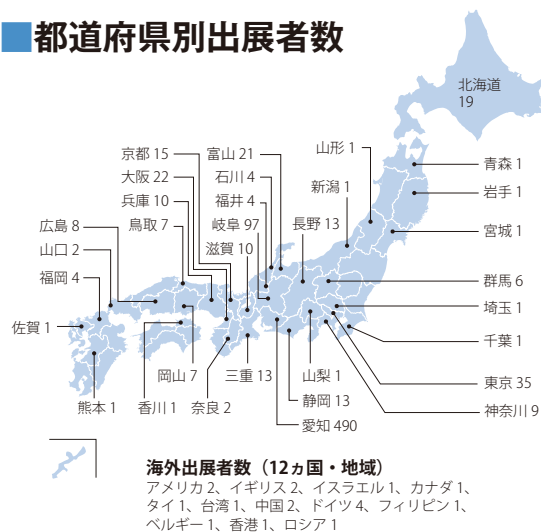 ■都道府県別出展者数
北海道
19
京都 15
富山 21
山形 1
大阪 22
石川 4
青森 1
兵庫 10
福井 4
新潟 1
岩手 1
広島 8
鳥取 7
岐阜 97
長野 13
宮城 1
山口 2
滋賀 10
福岡 4
群馬 6
埼玉 1
佐賀 1
千葉 1
岡山 7
三重 13
山梨 1
東京 35
熊本 1
香川 1
奈良 2
静岡 13
神奈川 9
愛知 490
海外出展者数（12ヵ国・地域）
アメリカ 2、イギリス 2、イスラエル 1、カナダ 1、
タイ 1、台湾 1、中国 2、ドイツ 4、フィリピン 1、
ベルギー 1、香港 1、ロシア 1